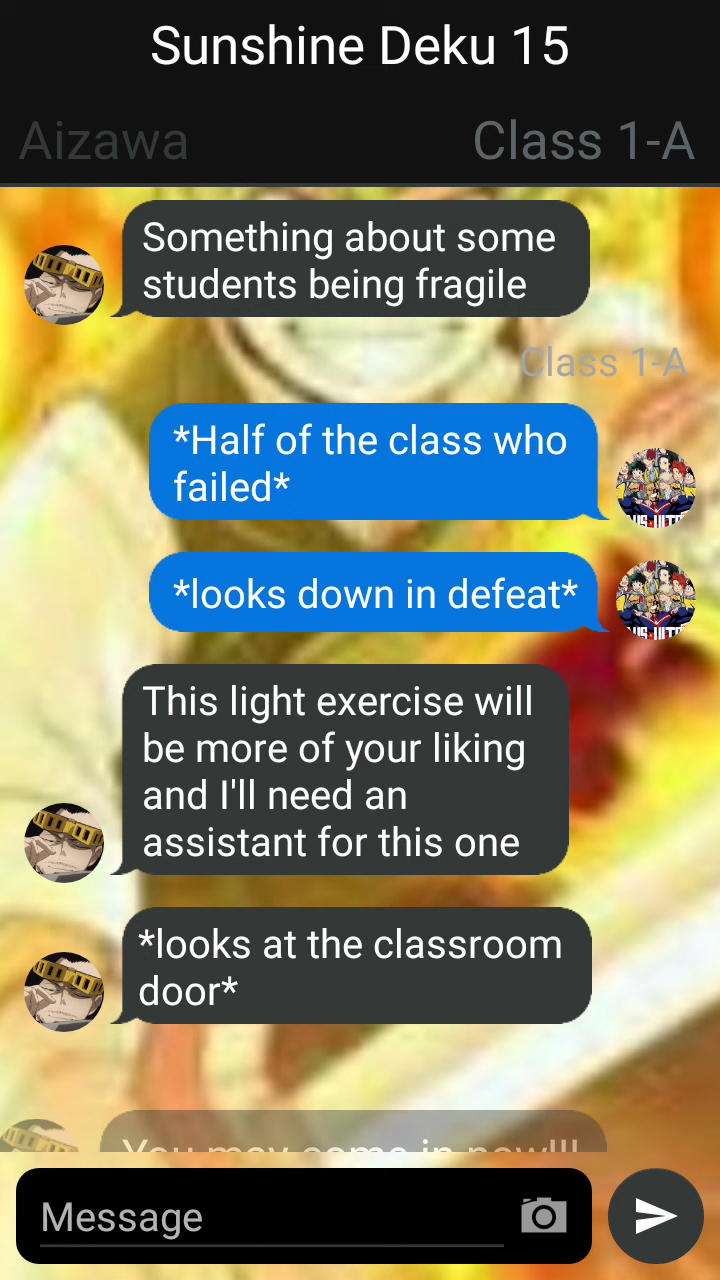 Sunshine Deku 15
Aizawa
Class 1-A
Something about some
students being fragile
Class 1-A
*Half of the class who
failed*
*looks down in defeat*
This light exercise will
be more of your liking
and I'll need an
assistant for this one
*looks at the classroom
door*
You may come in now!!!
Message